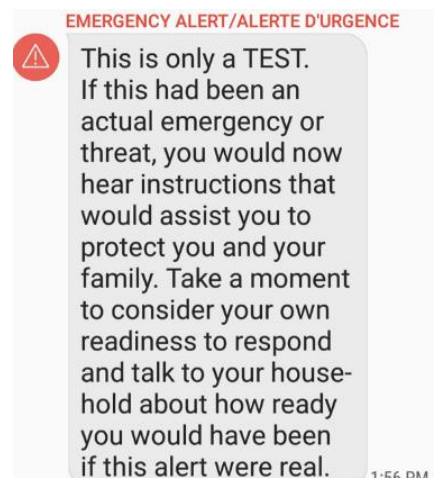 EMERGENCY ALERT/ALERTE D'URGENCE
This is only a TEST.
If this had been an
actual emergency or
threat, you would now
hear instructions that
would assist you to
protect you and your
family. Take a moment
to consider your own
readiness to respond
and talk to your house-
hold about how ready
you would have been
if this alert were real.
1:56 PM